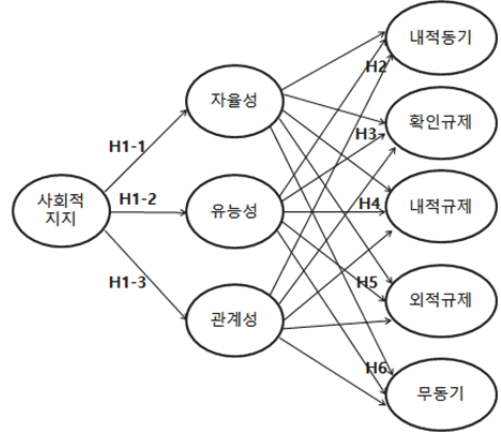 내적동기
H2
자율성
확인규제
H3
H1-1
사회적
지지
H1-2
유능성
H4
내적규제
H1-3
H5
외적규제
관계성
H6
무동기